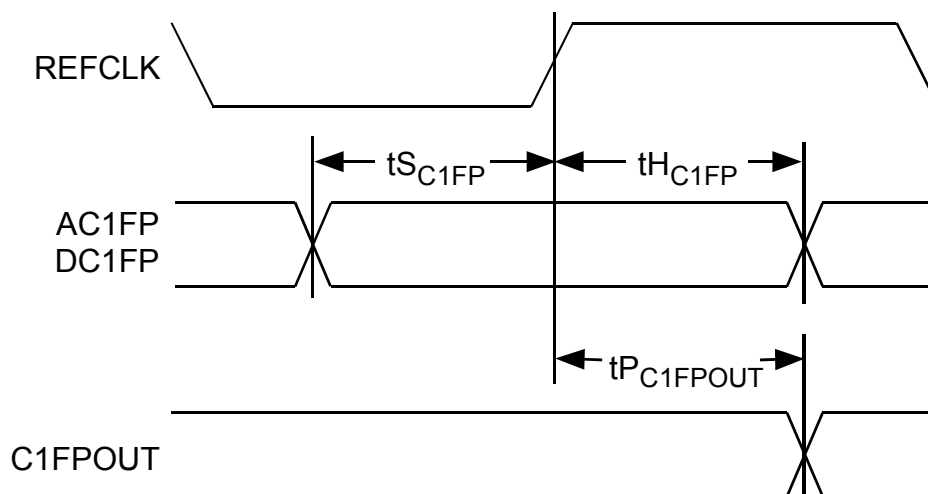 REFCLK
tSC1FP
tHC1FP
AC1FP
DC1FP
tPC1FPOUT
C1FPOUT